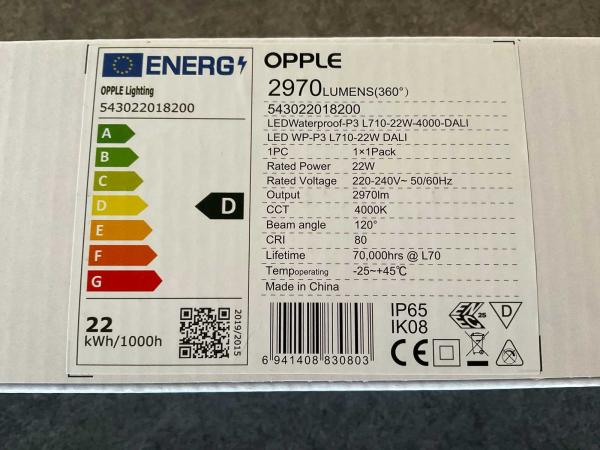 ENERG
OPPLE Lighting
543022018200
A
B
C
D
E
F
G
D
22
kWh/1000h
2019/2015
OPPLE
2970LUMENS(360°)
543022018200
LEDWaterproof-P3 L710-22W-4000-DALI
LED WP-P3 L710-22W DALI
1PC 1×1Pack
Rated Power 22W
Rated Voltage 220-240V~ 50/60Hz
Output 2970lm
CCT 4000K
Beam angle 120°
CRI 80
Lifetime 70,000hrs @ L70
Tempoperating -25~+45℃
Made in China
6 941408 830803
IP65
IK08
25
D
CE